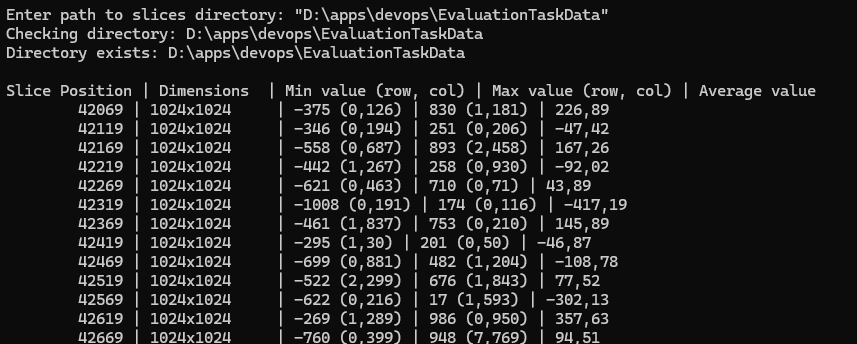 Enter path to slices directory: "D:\apps\devops\EvaluationTaskData"
Checking directory: D:\apps\devops\EvaluationTaskData
Directory exists: D:\apps\devops\EvaluationTaskData
Slice Position | Dimensions | Min value (row, col) | Max value (row, col) | Average value
42069 | 1024x1024 | -375 (0,126) | 830 (1,181) | 226,89
42119 | 1024x1024 | -346 (0,194) | 251 (0,206) | -47,42
42169 | 1024x1024 | -558 (0,687) | 893 (2,458) | 167,26
42219 | 1024x1024 | -442 (1,267) | 258 (0,930) | -92,02
42269 | 1024x1024 | -621 (0,463) | 710 (0,71) | 43,89
42319 | 1024x1024 | -1008 (0,191) | 174 (0,116) | -417,19
42369 | 1024x1024 | -461 (1,837) | 753 (0,210) | 145,89
42419 | 1024x1024 | -295 (1,30) | 201 (0,50) | -46,87
42469 | 1024x1024 | -699 (0,881) | 482 (1,204) | -108,78
42519 | 1024x1024 | -522 (2,299) | 676 (1,843) | 77,52
42569 | 1024x1024 | -622 (0,216) | 17 (1,593) | -302,13
42619 | 1024x1024 | -269 (1,289) | 986 (0,950) | 357,63
42669 | 1024x1024 | -760 (0,399) | 948 (7,769) | 94,51